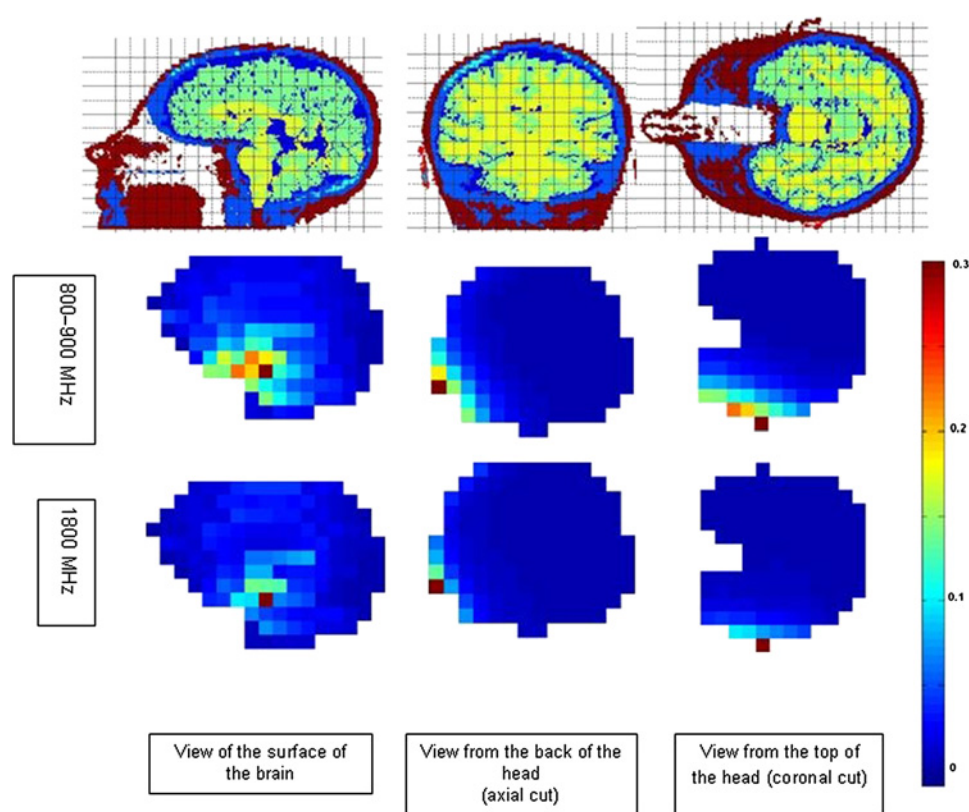 800-900 MHz
0.3
0.2
1800 MHz
0.1
0
View of the surface of
the brain
View from the back of the
head
(axial cut)
View from the top of
the head (coronal cut)